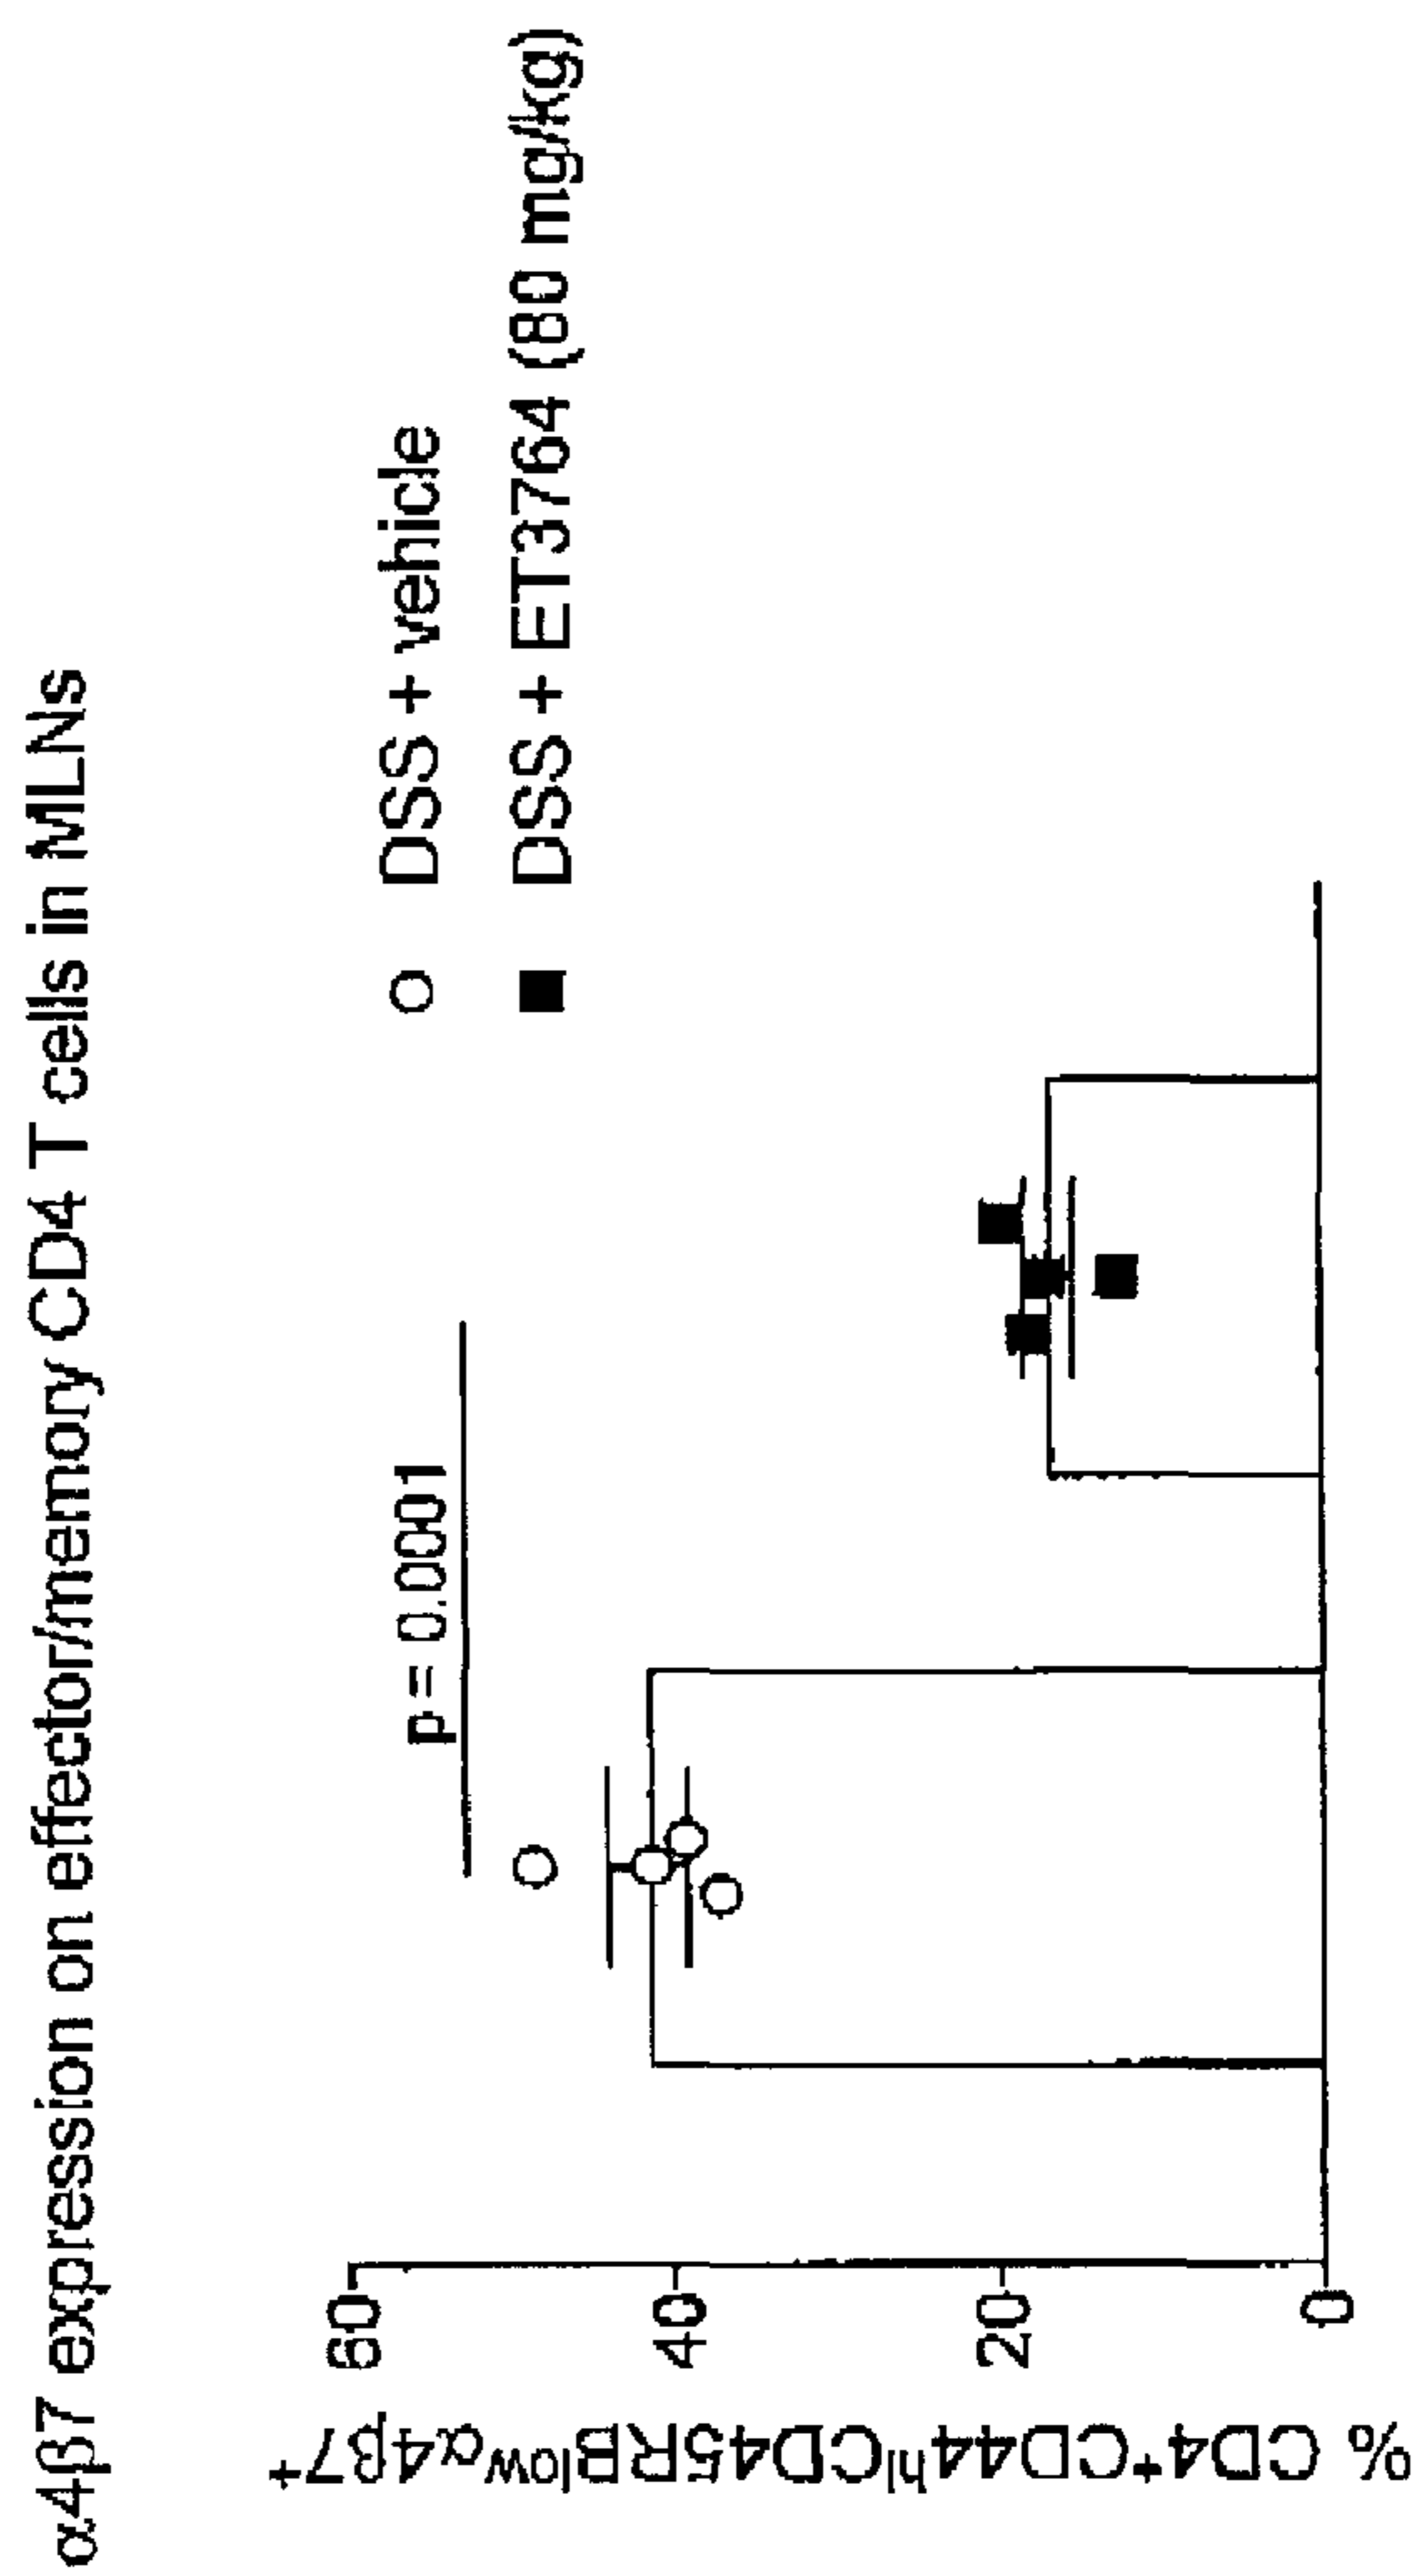 α4β7 expression on effector/memory CD4 T cells in MLNs
○ DSS + vehicle
■ DSS + ET3764 (80 mg/kg)
p = 0.0001
% CD4⁺CD44ʰⁱCD45RBˡᵒʷα4β7⁺
60
40
20
0